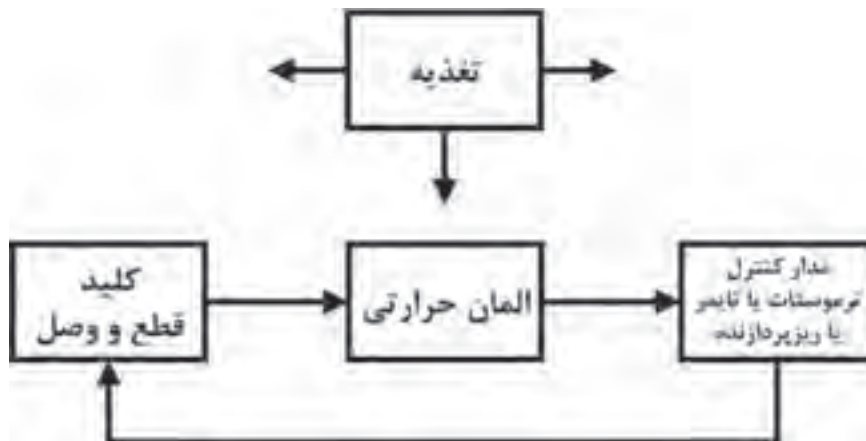 تغذیه
کلید
قطع و وصل
المان حرارتی
مدار کنترل
ترموستات یا تایمر
یا ریزپردازنده